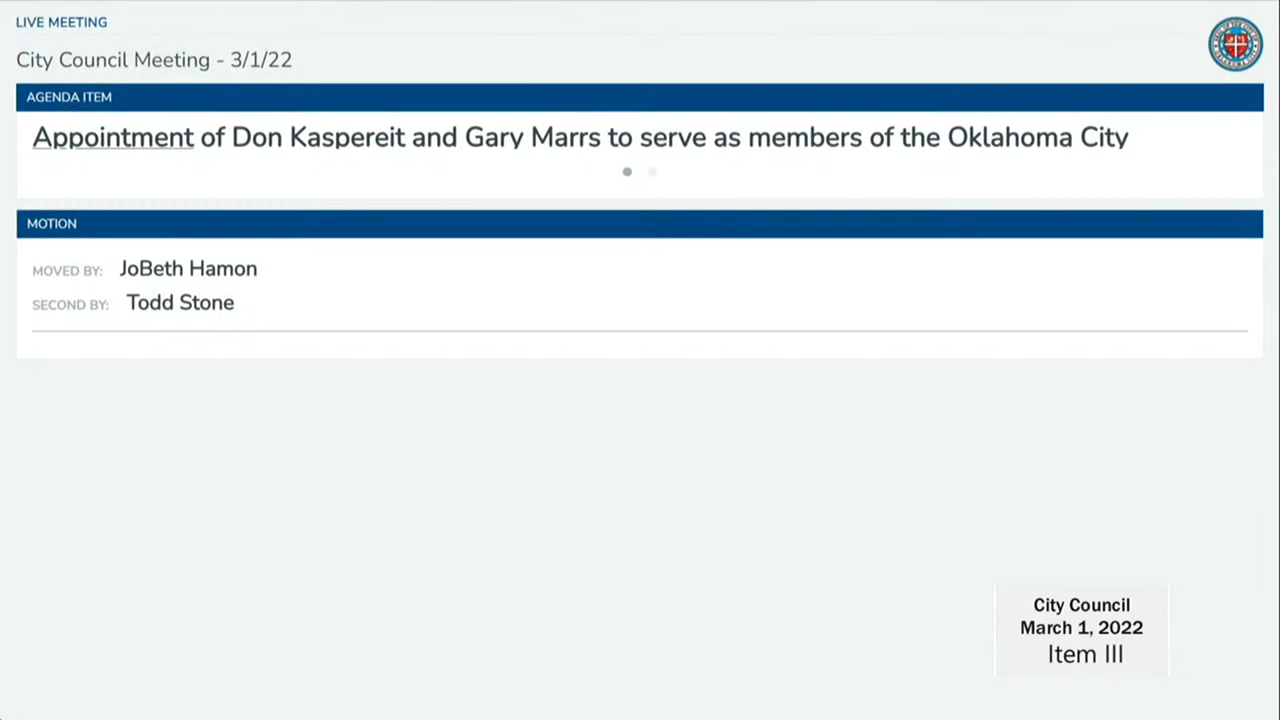 LIVE MEETING
City Council Meeting - 3/1/22
AGENDA ITEM
Appointment of Don Kaspereit and Gary Marrs to serve as members of the Oklahoma City
MOTION
MOVED BY: JoBeth Hamon
SECOND BY: Todd Stone
City Council
March 1, 2022
Item III